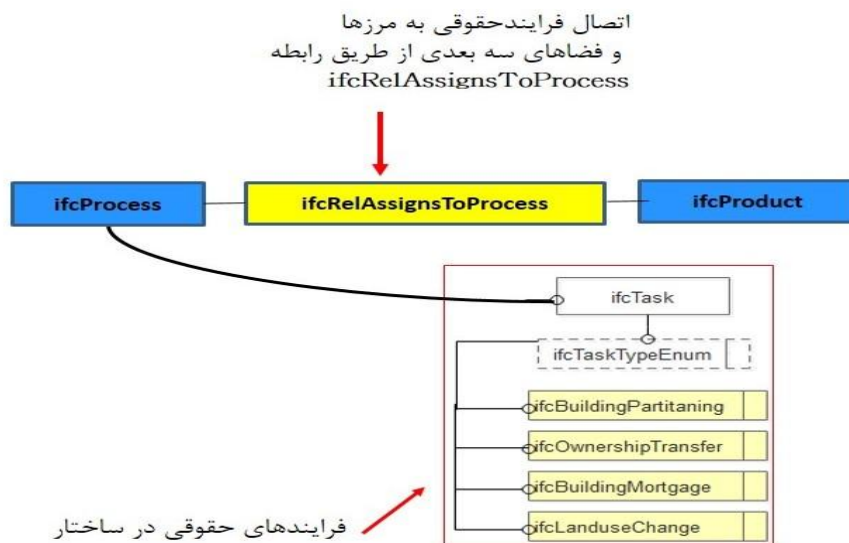 اتصال فرایندحقوقی به مرزها
و فضاهای سه بعدی از طریق رابطه
ifcRelAssignsToProcess
ifcProcess
ifcRelAssignsToProcess
ifcProduct
ifcTask
ifcTaskTypeEnum
ifcBuildingPartitaning
ifcOwnershipTransfer
ifcBuildingMortgage
ifcLanduseChange
فرایندهای حقوقی در ساختار